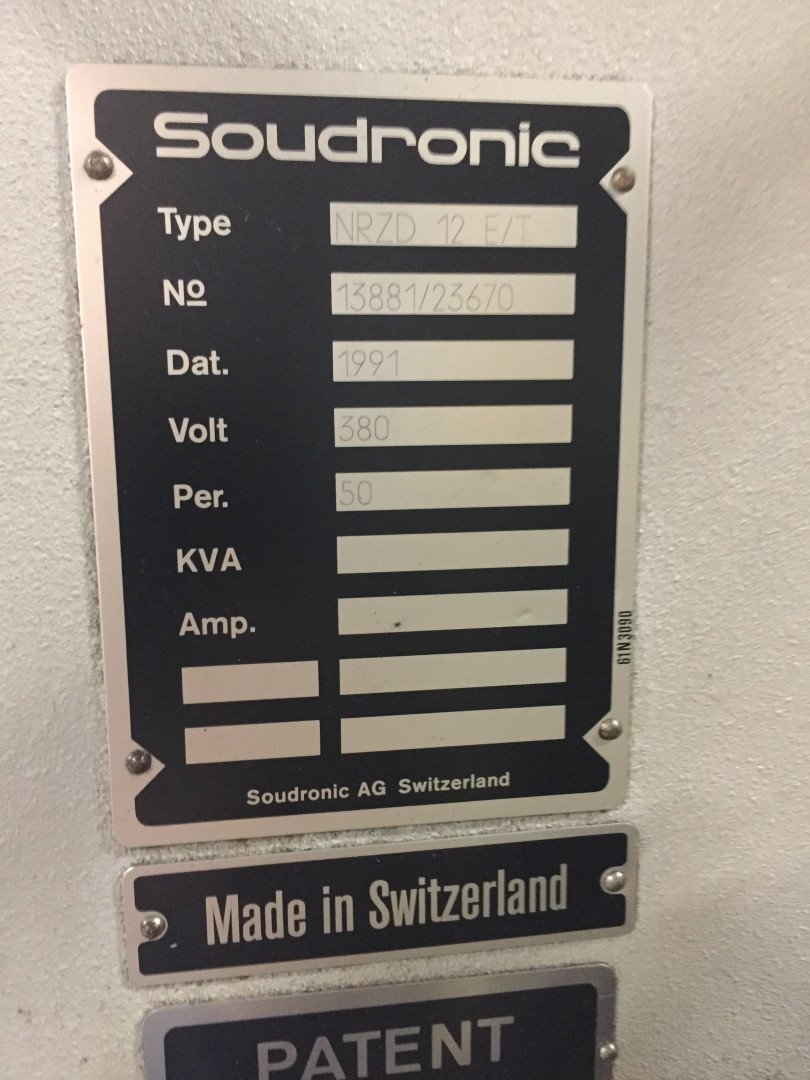 Soudronic
Type NRZD 12 E/T
Nº 13881/23670
Dat. 1991
Volt 380
Per. 50
KVA
Amp.
61N3090
Soudronic AG Switzerland
Made in Switzerland
PATENT